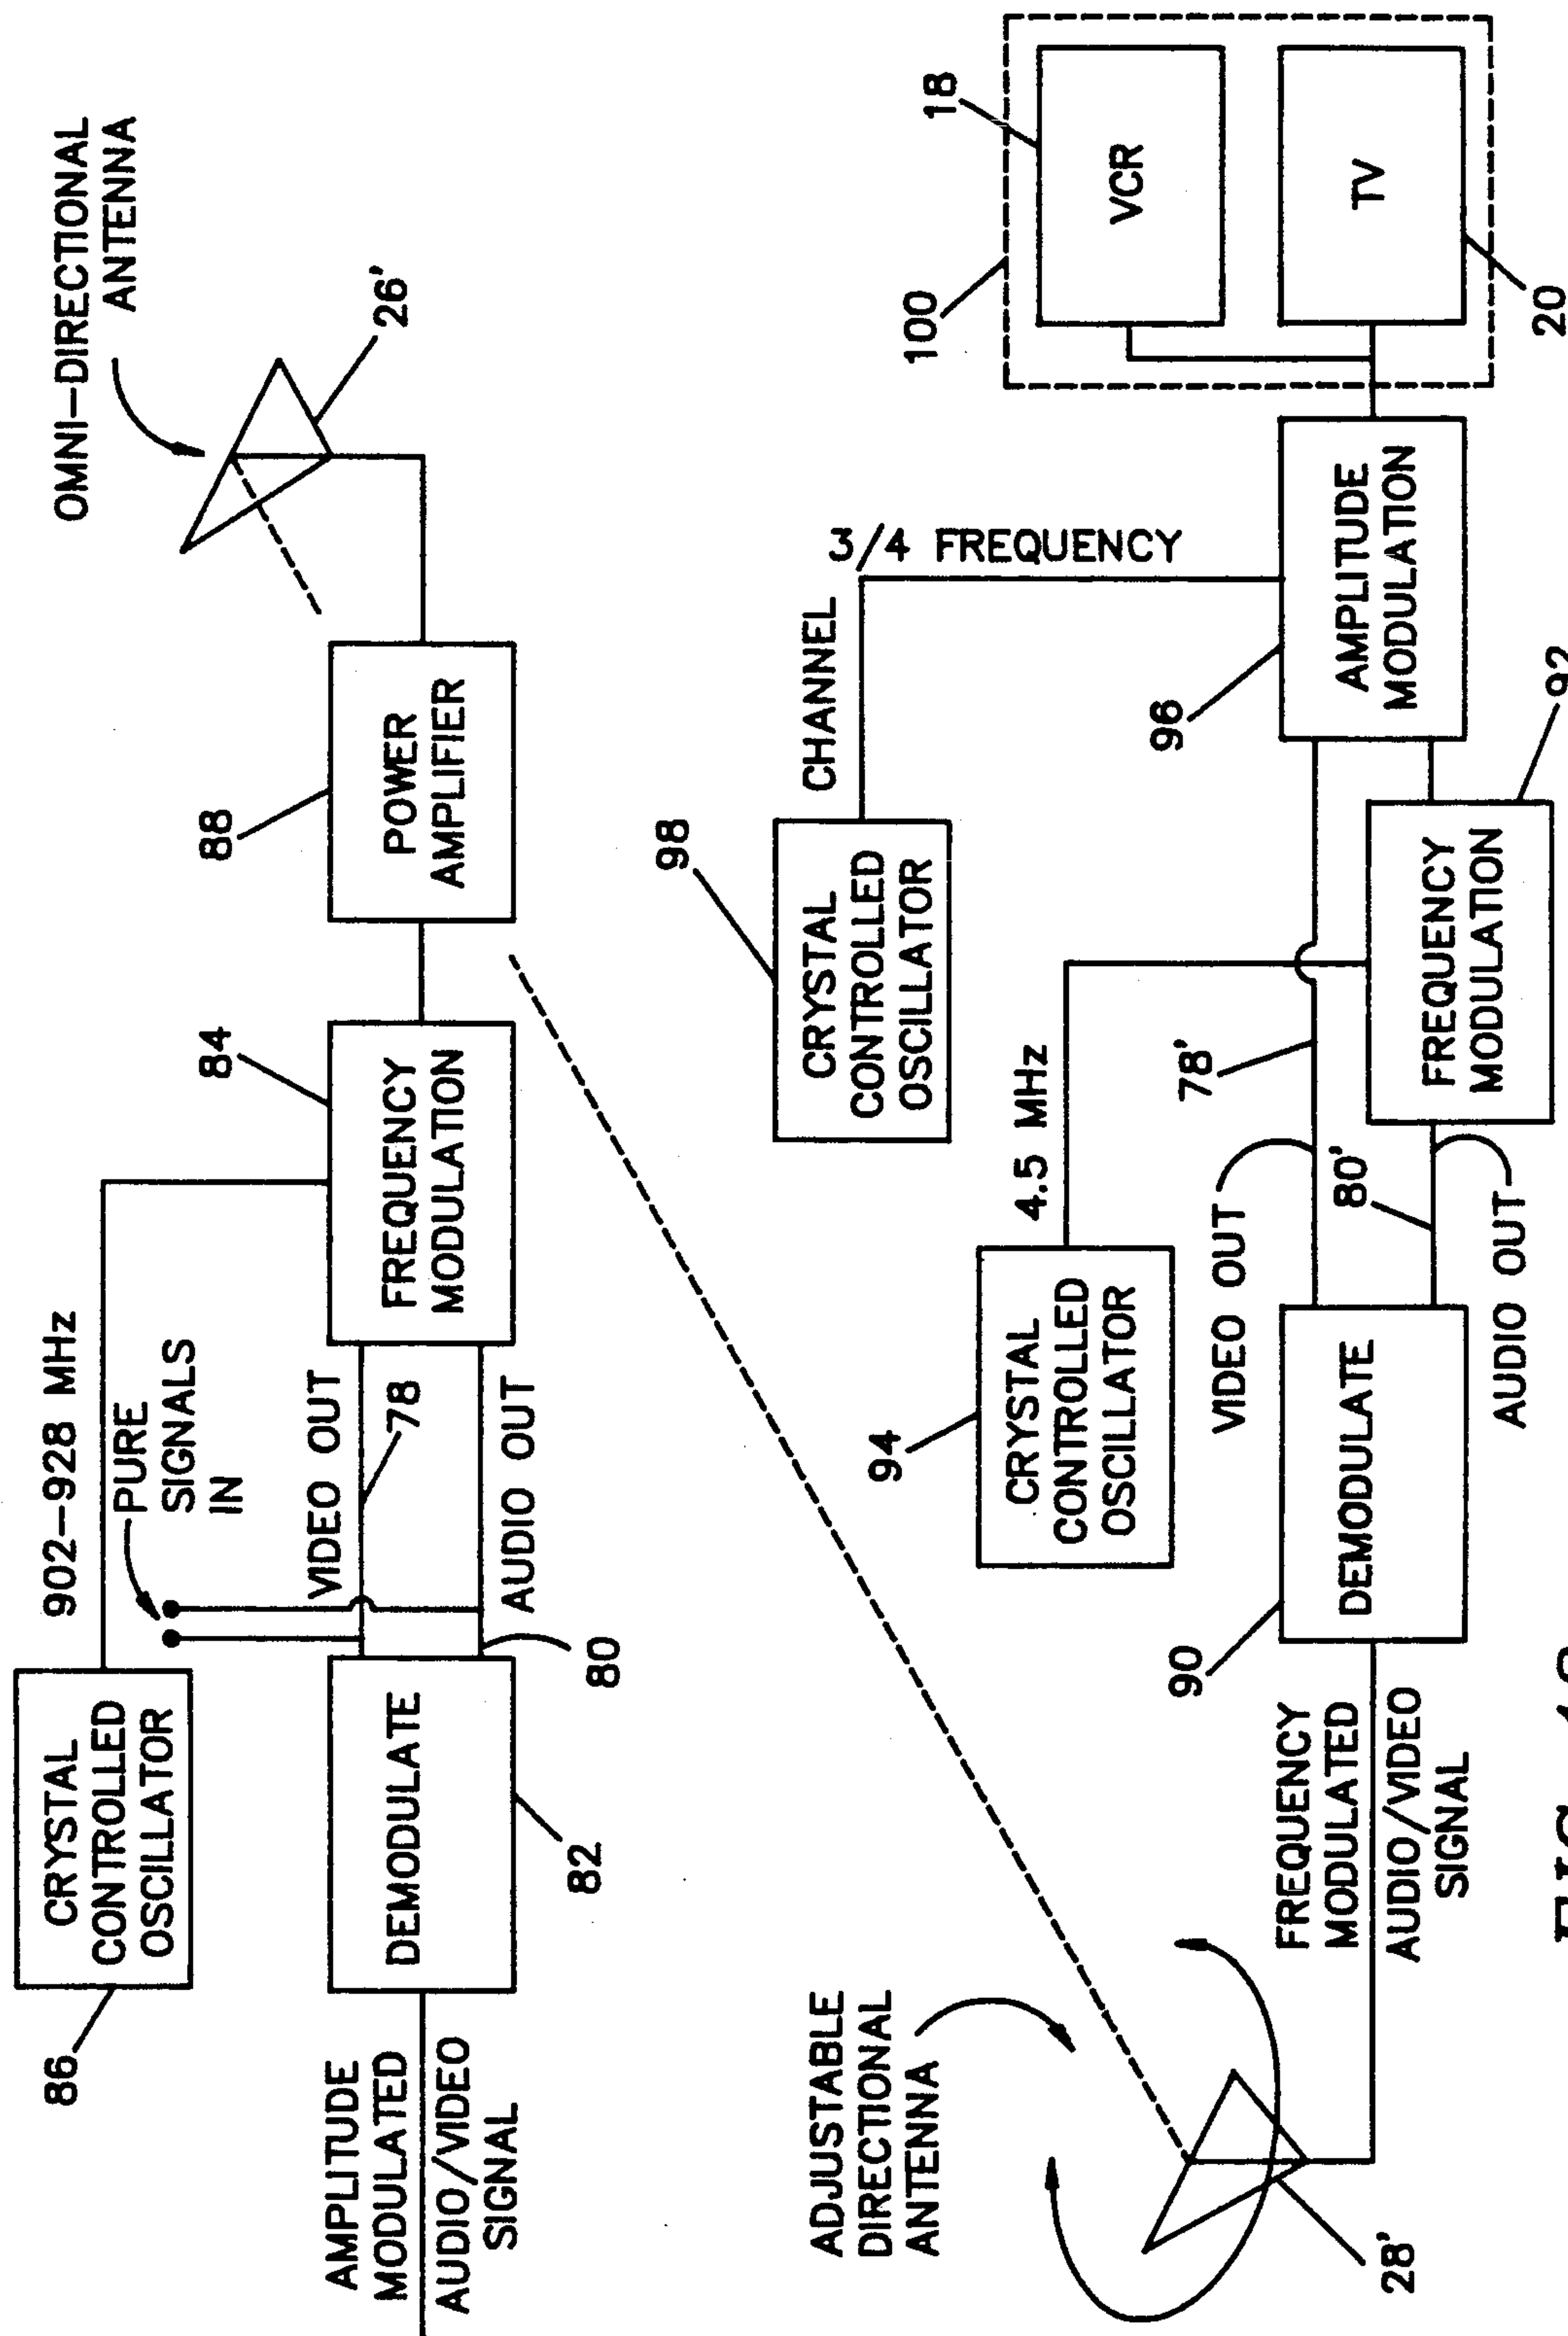 OMNI-DIRECTIONAL
ANTENNA
26'
902-928 MHz
PURE
SIGNALS
IN
CRYSTAL
CONTROLLED
OSCILLATOR
86
AMPLITUDE
MODULATED
AUDIO/VIDEO
SIGNAL
DEMODULATE
82
VIDEO OUT
78
AUDIO OUT
80
FREQUENCY
MODULATION
84
POWER
AMPLIFIER
88
ADJUSTABLE
DIRECTIONAL
ANTENNA
28'
FREQUENCY
MODULATED
AUDIO/VIDEO
SIGNAL
DEMODULATE
90
VIDEO OUT
78'
80'
AUDIO OUT
CRYSTAL
CONTROLLED
OSCILLATOR
94
4.5 MHz
FREQUENCY
MODULATION
92
CRYSTAL
CONTROLLED
OSCILLATOR
98
CHANNEL 3/4 FREQUENCY
AMPLITUDE
MODULATION
96
100
VCR
18
TV
20